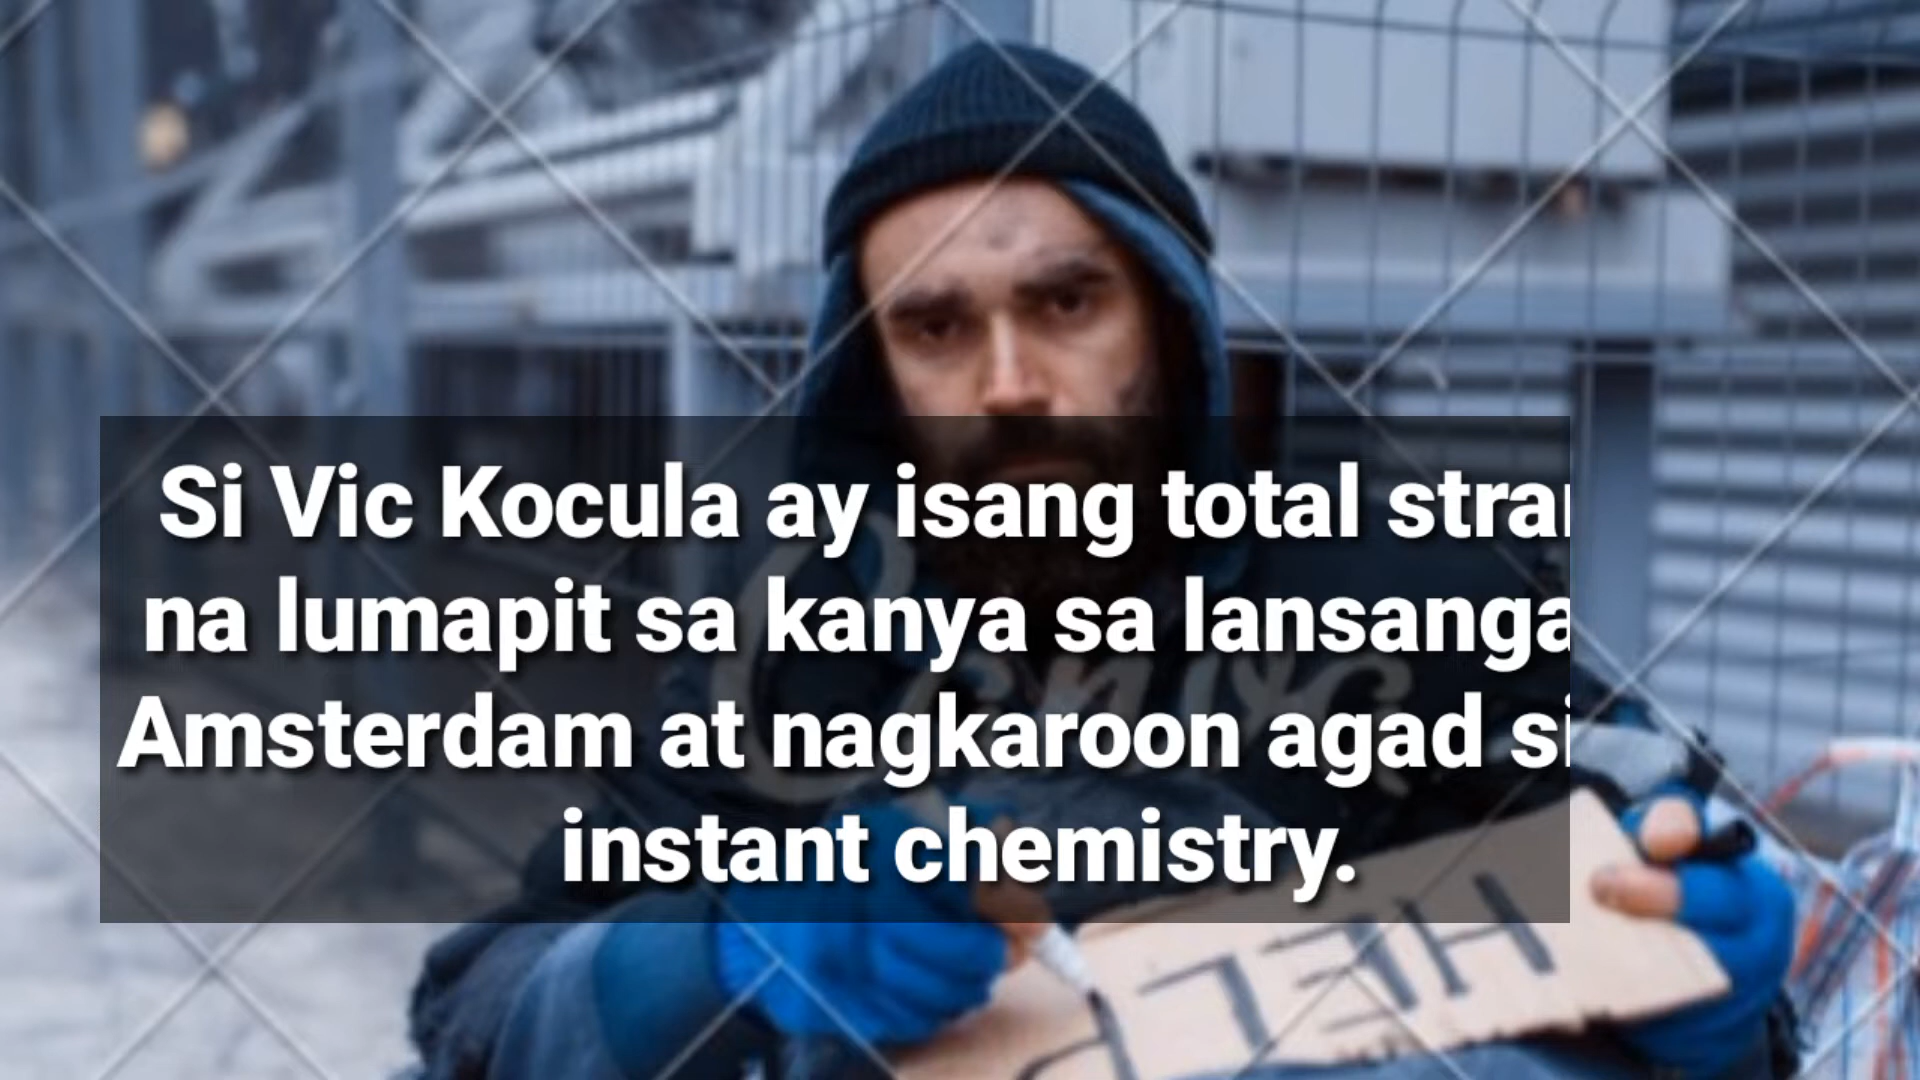 Si Vic Kocula ay isang total
na lumapit sa kanya sa
Amsterdam at nagkaroon agad
instant chemistry.
HELP